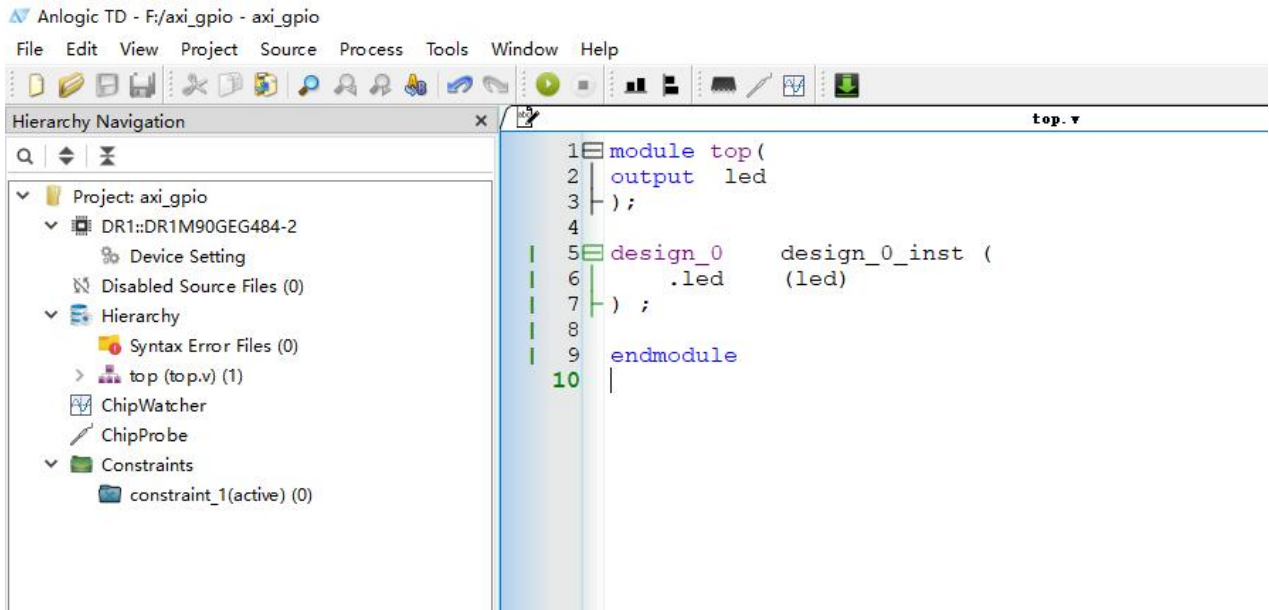 Anlogic TD - F:/axi_gpio - axi_gpio
File Edit View Project Source Process Tools Window Help
Hierarchy Navigation
top.v
Project: axi_gpio
DR1::DR1M90GEG484-2
Device Setting
Disabled Source Files (0)
Hierarchy
Syntax Error Files (0)
top (top.v) (1)
ChipWatcher
ChipProbe
Constraints
constraint_1(active) (0)
1 module top(
2 output led
3 );
4
5 design_0 design_0_inst (
6 .led (led)
7 ) ;
8
9 endmodule
10